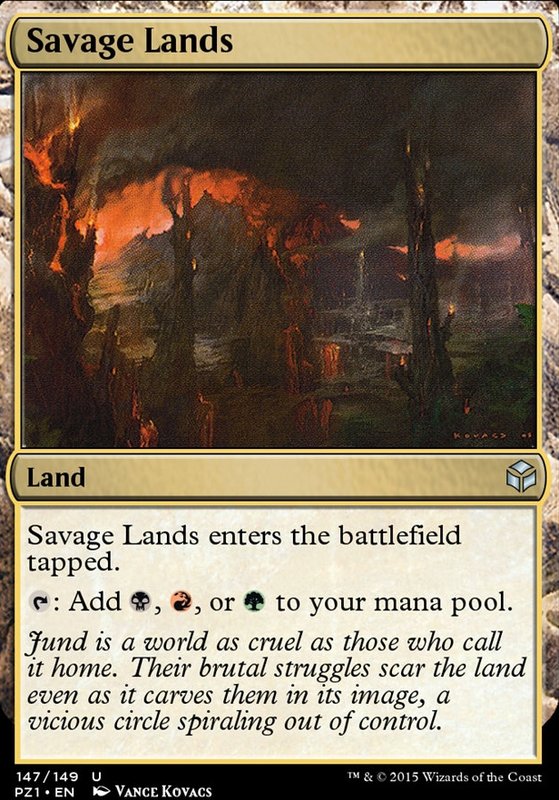 Savage Lands
KOVACS 08
Land
Savage Lands enters the battlefield
tapped.
: Add , , or to your mana pool.
Jund is a world as cruel as those who call
it home. Their brutal struggles scar the land
even as it carves them in its image, a
vicious circle spiraling out of control.
147/149 U
PZ1 • EN VANCE KOVACS
™ & © 2015 Wizards of the Coast